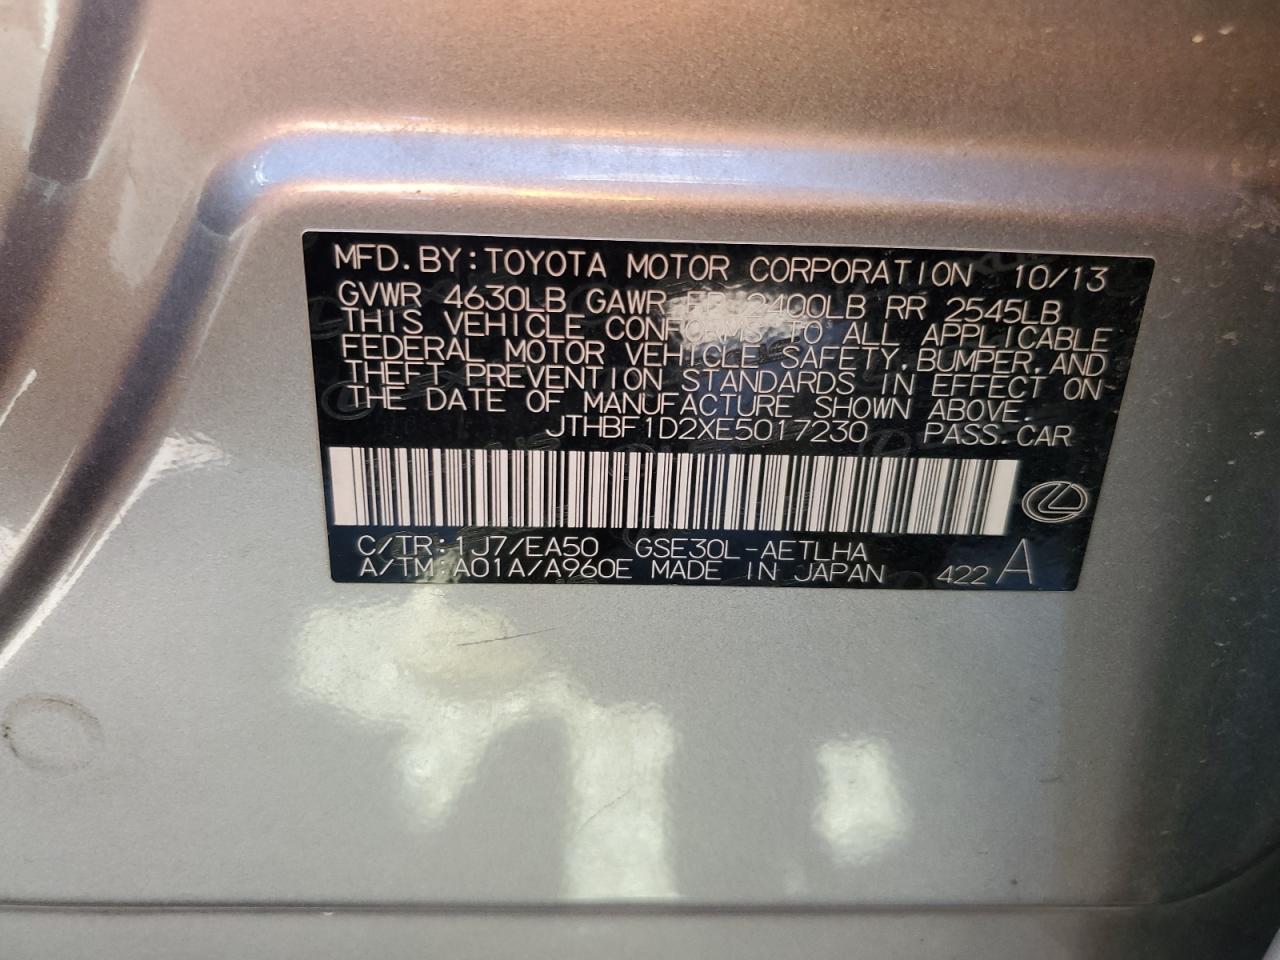 MFD.BY:TOYOTA MOTOR CORPORATION 10/13
GVWR 4630LB GAWR FR 2400LB RR 2545LB
THIS VEHICLE CONFORMS TO ALL APPLICABLE
FEDERAL MOTOR VEHICLE SAFETY,BUMPER,AND
THEFT PREVENTION STANDARDS IN EFFECT ON
THE DATE OF MANUFACTURE SHOWN ABOVE.
JTHBF1D2XE5017230 PASS.CAR
C/TR:1J7/EA50 GSE30L-AETLHA
A/TM:A01A/A960E MADE IN JAPAN 422 A